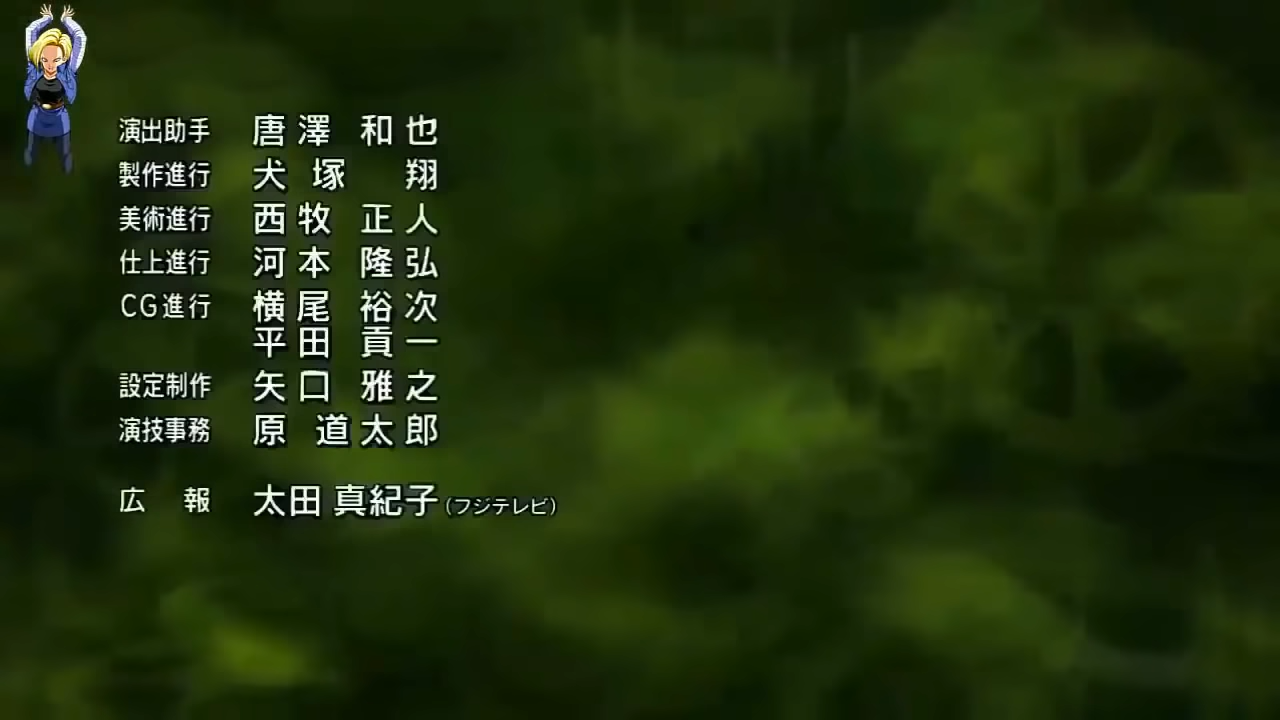 演出助手 唐澤 和也
製作進行 犬塚 翔
美術進行 西牧 正人
仕上進行 河本 隆弘
CG進行 横尾 裕次
平田 貢一
設定制作 矢口 雅之
演技事務 原 道太郎
広 報 太田 真紀子(フジテレビ)